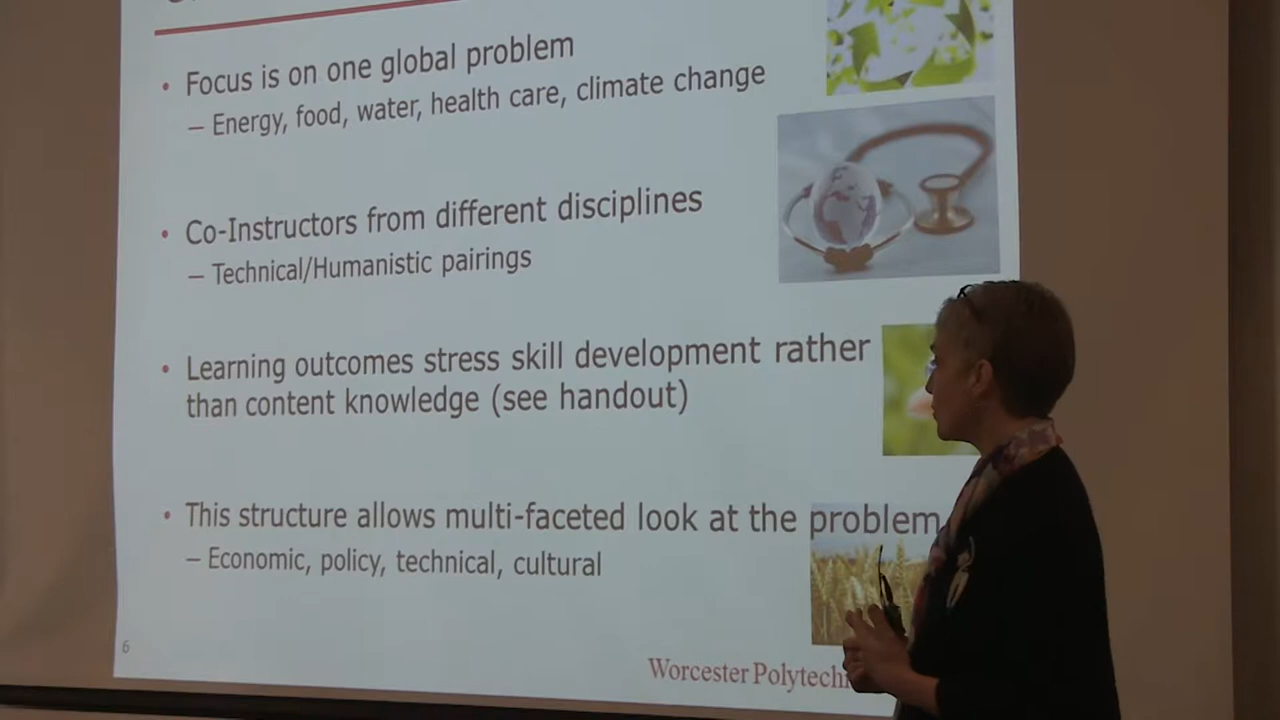 • Focus is on one global problem
– Energy, food, water, health care, climate change
• Co-Instructors from different disciplines
– Technical/Humanistic pairings
• Learning outcomes stress skill development rather
than content knowledge (see handout)
• This structure allows multi-faceted look at the problem
– Economic, policy, technical, cultural
6
Worcester Polytech